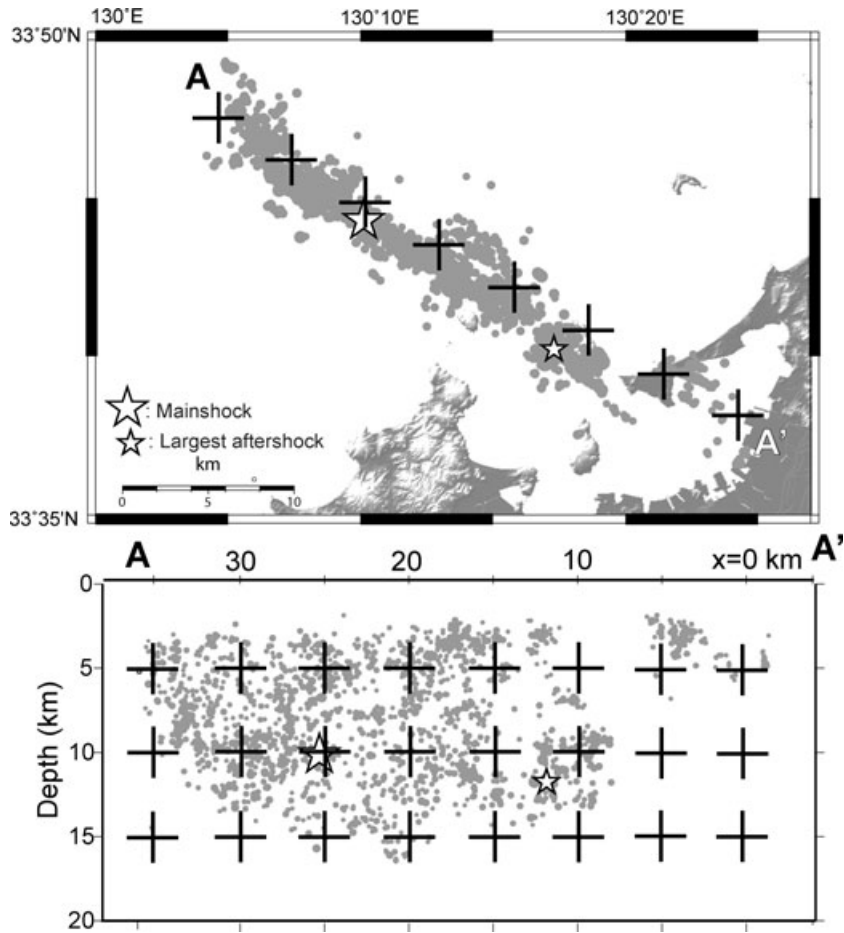 130°E 130°10'E 130°20'E
33°50'N
A
: Mainshock
: Largest aftershock
km
0 5 10
A'
33°35'N
A 30 20 10 x=0 km A'
0
5
10
15
20
Depth (km)